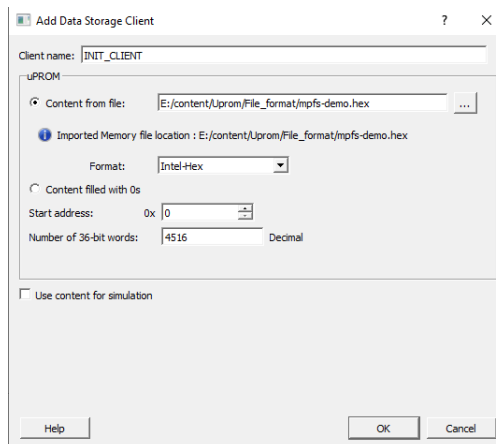 Add Data Storage Client ? X
Client name: INIT_CLIENT
uPROM
Content from file: E:/content/Uprom/File_format/mpfs-demo.hex ...
Imported Memory file location : E:/content/Uprom/File_format/mpfs-demo.hex
Format: Intel-Hex
Content filled with 0s
Start address: 0x 0
Number of 36-bit words: 4516 Decimal
Use content for simulation
Help OK Cancel